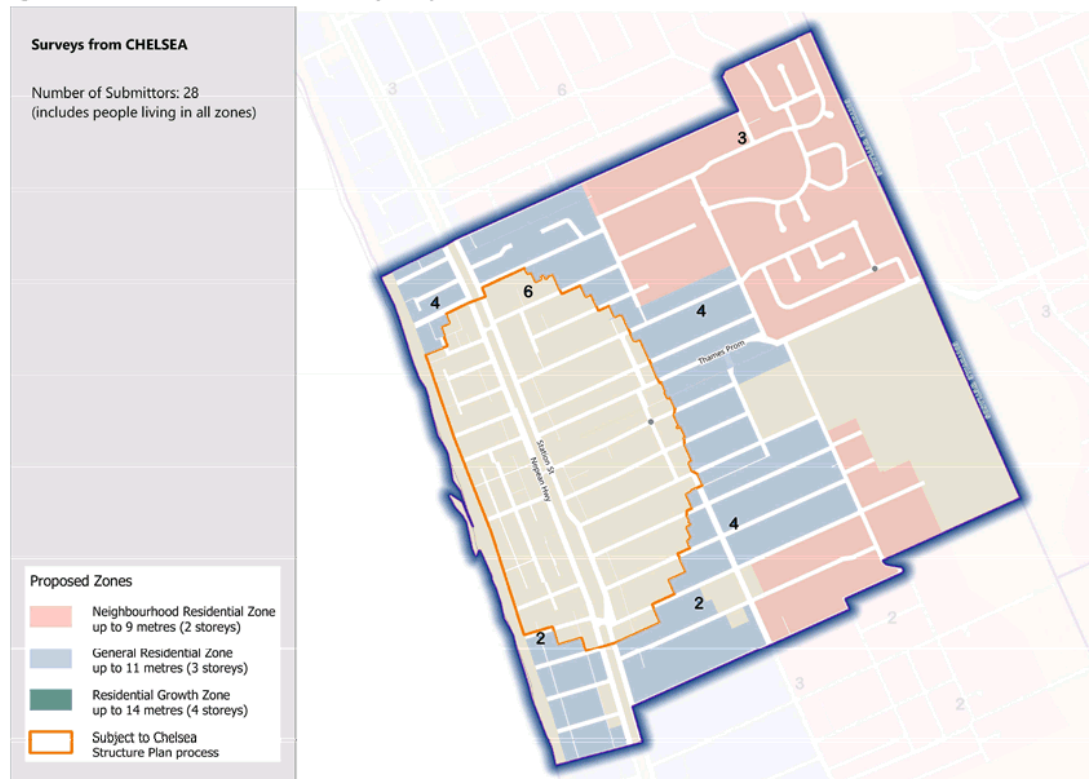 Surveys from CHELSEA
Number of Submittors: 28
(includes people living in all zones)
3
6
3
4
6
4
3
Thames Prom
Station St
Nepean Hwy
4
2
2
2
3
2
Proposed Zones
Neighbourhood Residential Zone
up to 9 metres (2 storeys)
General Residential Zone
up to 11 metres (3 storeys)
Residential Growth Zone
up to 14 metres (4 storeys)
Subject to Chelsea
Structure Plan process